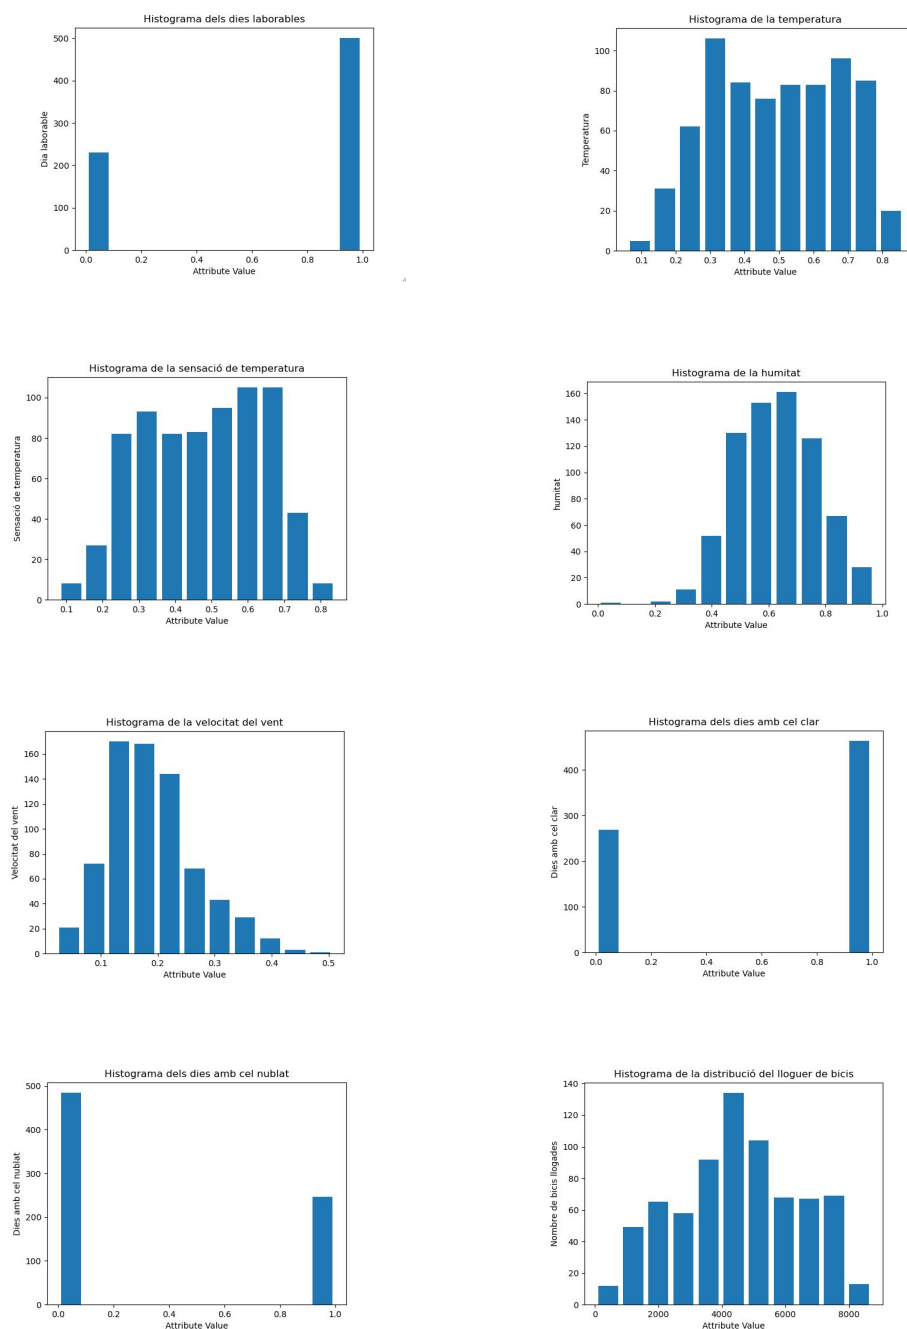 Histograma dels dies laborables
500
400
300
200
100
0
Dia laborable
0.0 0.2 0.4 0.6 0.8 1.0
Attribute Value
Histograma de la temperatura
100
80
60
40
20
0
Temperatura
0.1 0.2 0.3 0.4 0.5 0.6 0.7 0.8
Attribute Value
Histograma de la sensació de temperatura
100
80
60
40
20
0
Sensació de temperatura
0.1 0.2 0.3 0.4 0.5 0.6 0.7 0.8
Attribute Value
Histograma de la humitat
160
140
120
100
80
60
40
20
0
humitat
0.0 0.2 0.4 0.6 0.8 1.0
Attribute Value
Histograma de la velocitat del vent
160
140
120
100
80
60
40
20
0
Velocitat del vent
0.1 0.2 0.3 0.4 0.5
Attribute Value
Histograma dels dies amb cel clar
400
300
200
100
0
Dies amb cel clar
0.0 0.2 0.4 0.6 0.8 1.0
Attribute Value
Histograma dels dies amb cel nublat
500
400
300
200
100
0
Dies amb cel nublat
0.0 0.2 0.4 0.6 0.8 1.0
Attribute Value
Histograma de la distribució del lloguer de bicis
140
120
100
80
60
40
20
0
Nombre de bicis llogades
0 2000 4000 6000 8000
Attribute Value